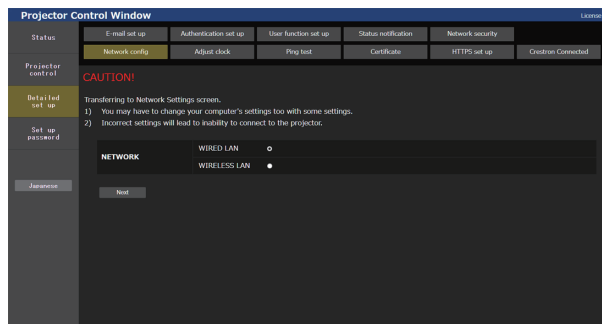 Projector Control Window
License
Status
Projector
control
Detailed
set up
Set up
password
Japanese
E-mail set up
Authentication set up
User function set up
Status notification
Network security
Network config
Adjust clock
Ping test
Certificate
HTTPS set up
Crestron Connected
CAUTION!
Transferring to Network Settings screen.
1) You may have to change your computer's settings too with some settings.
2) Incorrect settings will lead to inability to connect to the projector.
NETWORK
WIRED LAN
WIRELESS LAN
Next